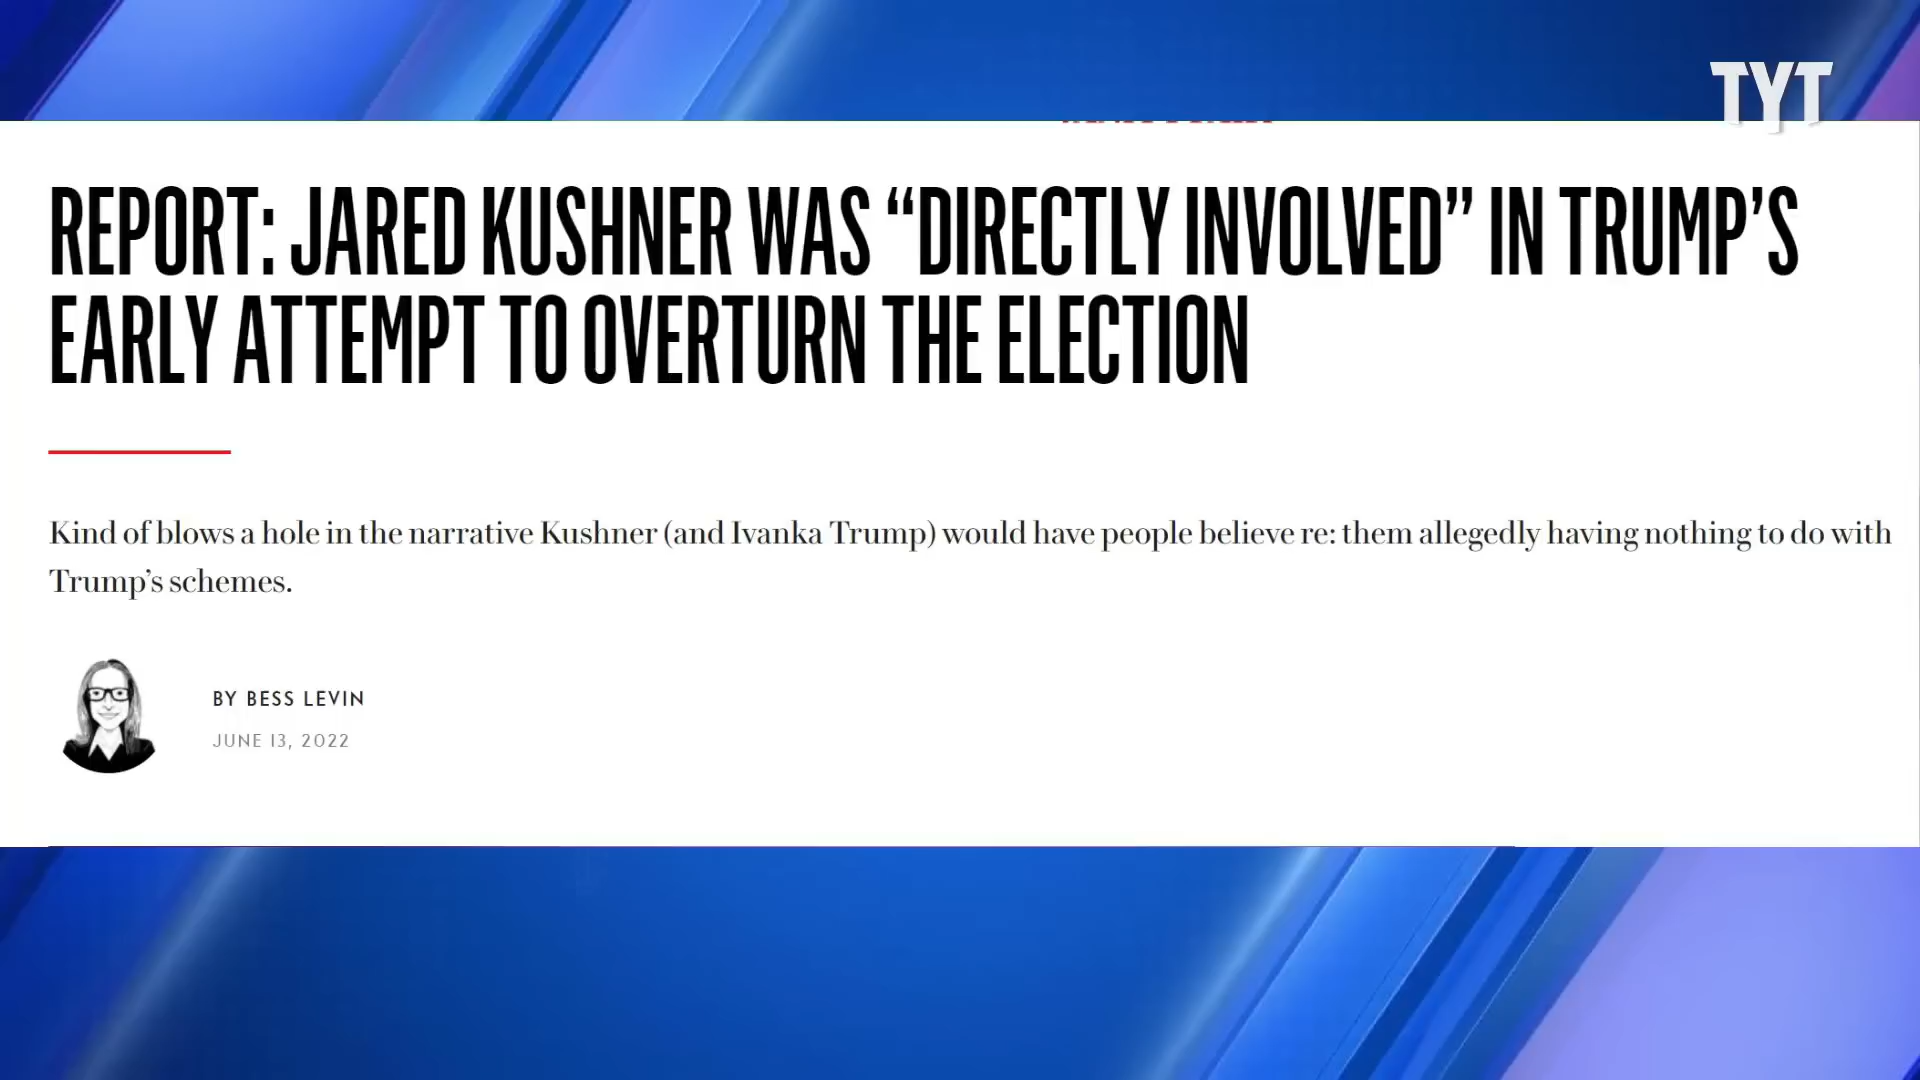 TYT
REPORT: JARED KUSHNER WAS “DIRECTLY INVOLVED” IN TRUMP’S
EARLY ATTEMPT TO OVERTURN THE ELECTION
Kind of blows a hole in the narrative Kushner (and Ivanka Trump) would have people believe re: them allegedly having nothing to do with
Trump’s schemes.
BY BESS LEVIN
JUNE 13, 2022